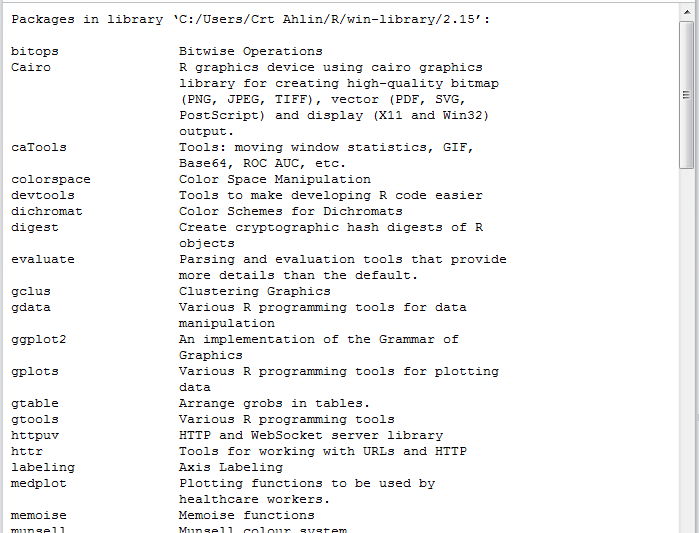 Packages in library ‘C:/Users/Crt Ahlin/R/win-library/2.15’:
bitops Bitwise Operations
Cairo R graphics device using cairo graphics
library for creating high-quality bitmap
(PNG, JPEG, TIFF), vector (PDF, SVG,
PostScript) and display (X11 and Win32)
output.
caTools Tools: moving window statistics, GIF,
Base64, ROC AUC, etc.
colorspace Color Space Manipulation
devtools Tools to make developing R code easier
dichromat Color Schemes for Dichromats
digest Create cryptographic hash digests of R
objects
evaluate Parsing and evaluation tools that provide
more details than the default.
gclus Clustering Graphics
gdata Various R programming tools for data
manipulation
ggplot2 An implementation of the Grammar of
Graphics
gplots Various R programming tools for plotting
data
gtable Arrange grobs in tables.
gtools Various R programming tools
httpuv HTTP and WebSocket server library
httr Tools for working with URLs and HTTP
labeling Axis Labeling
medplot Plotting functions to be used by
healthcare workers.
memoise Memoise functions
munsell Munsell colour system